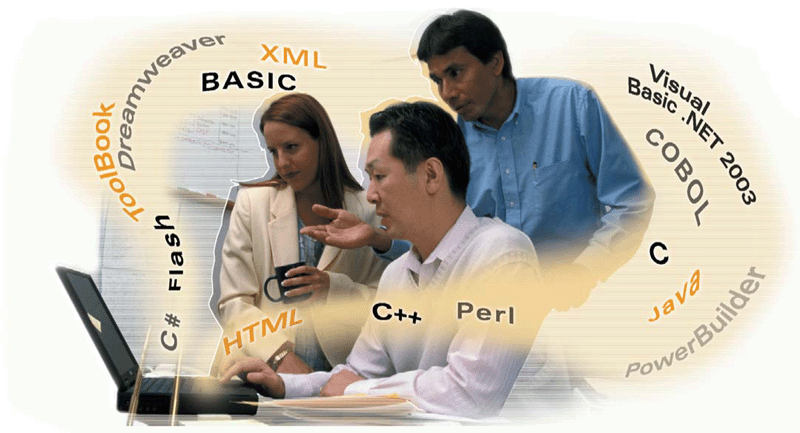 XML
BASIC
Dreamweaver
ToolBook
Visual
Basic .NET 2003
COBOL
Flash
C
C#
Java
HTML
C++
Perl
PowerBuilder